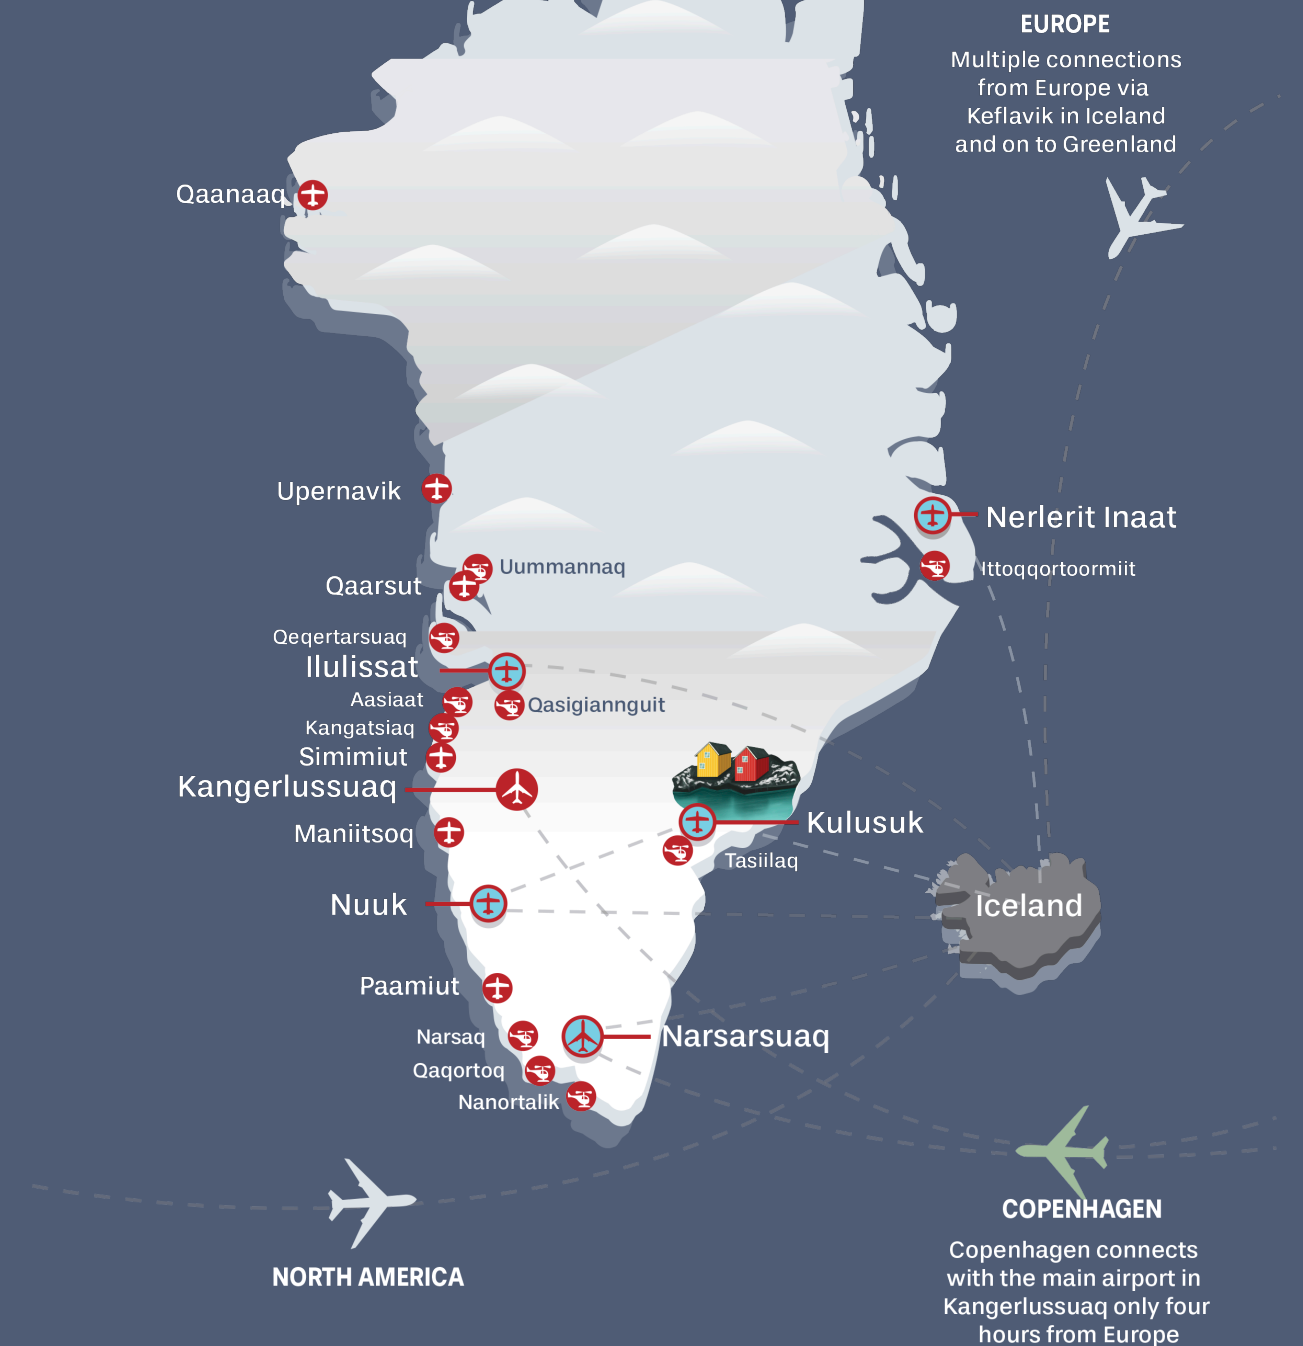 EUROPE
Multiple connections
from Europe via
Keflavik in Iceland
and on to Greenland
Qaanaaq
Upernavik
Nerlerit Inaat
Uummannaq
Ittoqqortoormiit
Qaarsut
Qeqertarsuaq
Ilulissat
Aasiaat
Qasigiannguit
Kangatsiaq
Simimiut
Kangerlussuaq
Kulusuk
Maniitsoq
Tasiilaq
Nuuk
Iceland
Paamiut
Narsaq
Narsarsuaq
Qaqortoq
Nanortalik
COPENHAGEN
Copenhagen connects
with the main airport in
Kangerlussuaq only four
hours from Europe
NORTH AMERICA